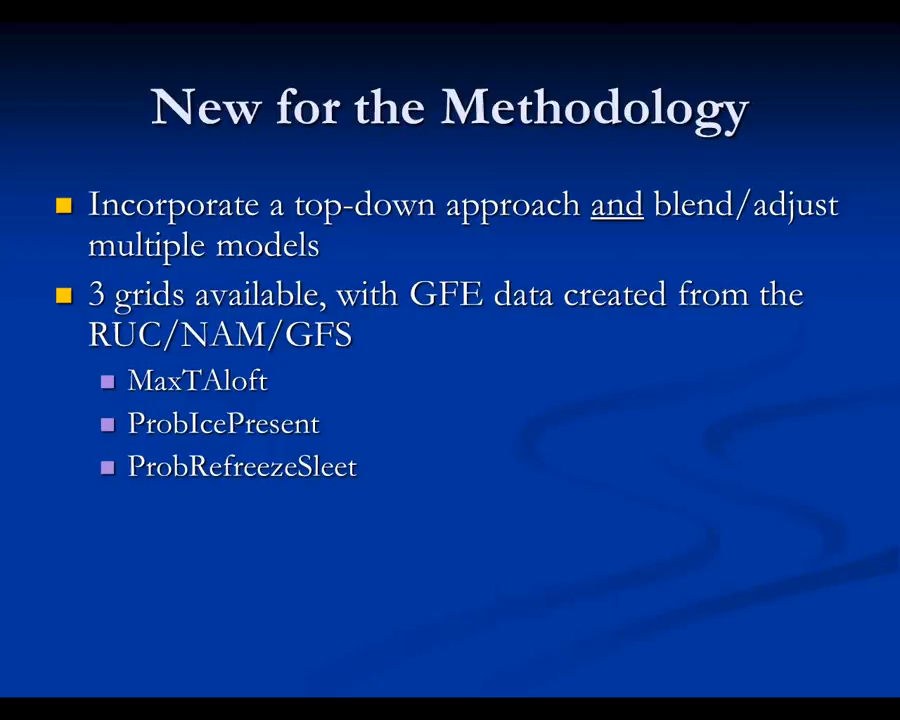 New for the Methodology
Incorporate a top-down approach and blend/adjust
multiple models
3 grids available, with GFE data created from the
RUC/NAM/GFS
MaxTAloft
ProbIcePresent
ProbRefreezeSleet